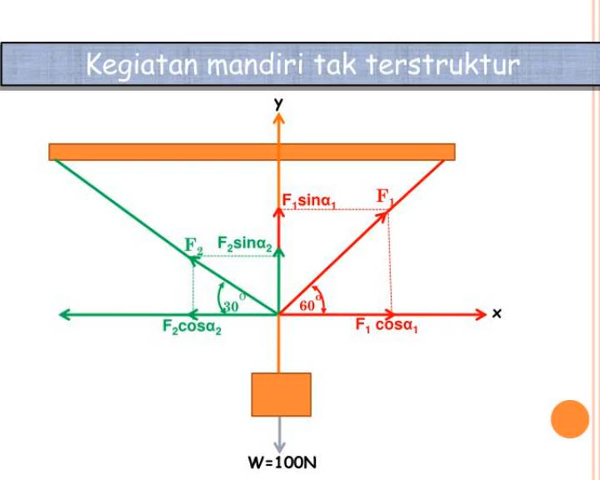 Kegiatan mandiri tak terstruktur
y
F₁sinα₁
F₁
F₂
F₂sinα₂
30°
60°
x
F₂cosα₂
F₁ cosα₁
W=100N